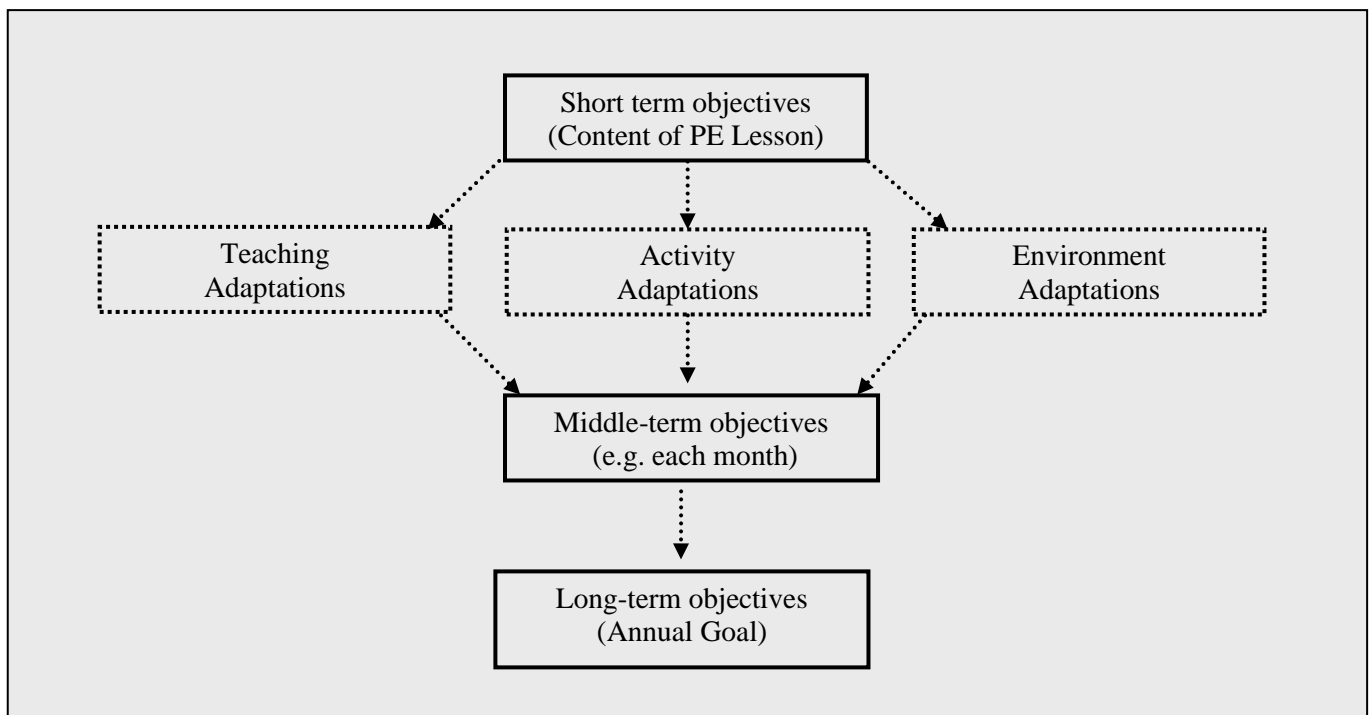 Short term objectives
(Content of PE Lesson)
Teaching
Adaptations
Activity
Adaptations
Environment
Adaptations
Middle-term objectives
(e.g. each month)
Long-term objectives
(Annual Goal)